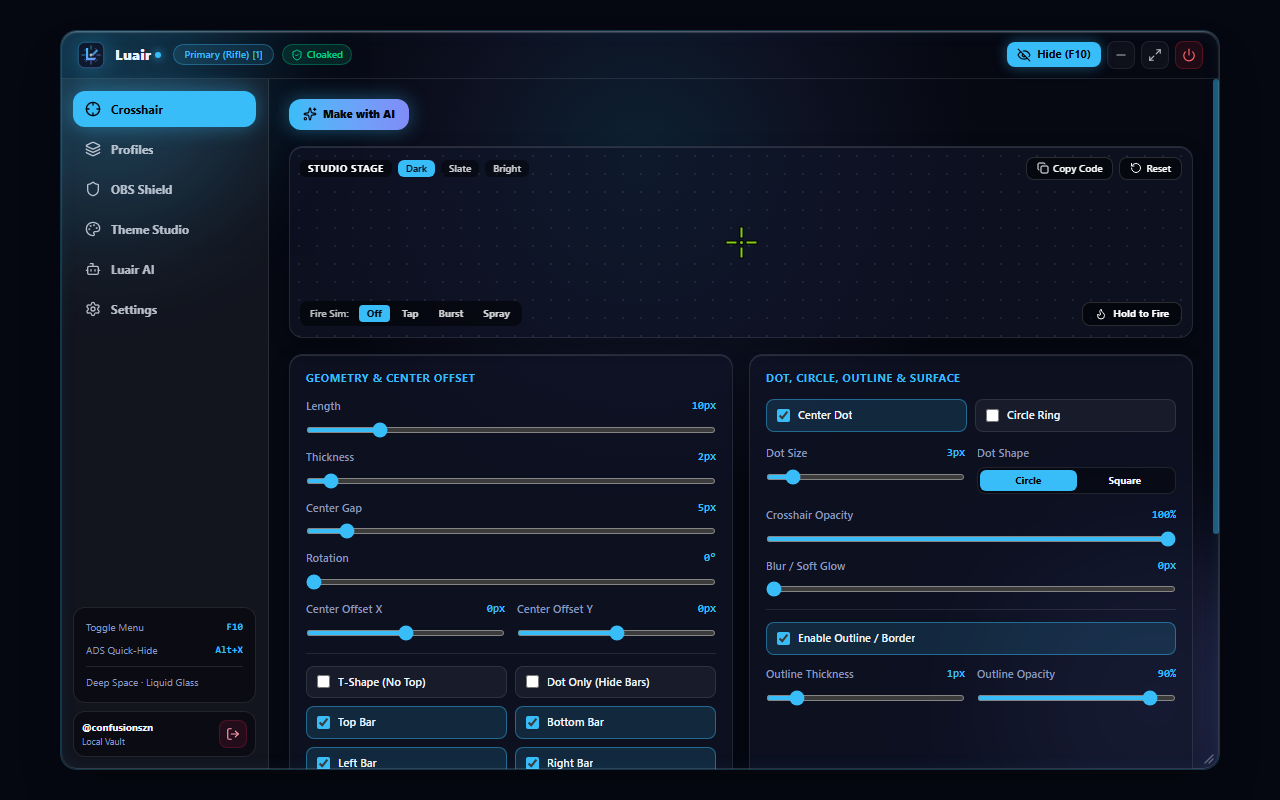 Luair
Primary (Rifle) [1]
Cloaked
Hide (F10)
Crosshair
Profiles
OBS Shield
Theme Studio
Luair AI
Settings
Toggle Menu F10
ADS Quick-Hide Alt+X
Deep Space · Liquid Glass
@confusionszn
Local Vault
Make with AI
STUDIO STAGE Dark Slate Bright
Copy Code Reset
Fire Sim: Off Tap Burst Spray
Hold to Fire
GEOMETRY & CENTER OFFSET
Length 10px
Thickness 2px
Center Gap 5px
Rotation 0°
Center Offset X 0px Center Offset Y 0px
T-Shape (No Top) Dot Only (Hide Bars)
Top Bar Bottom Bar
Left Bar Right Bar
DOT, CIRCLE, OUTLINE & SURFACE
Center Dot Circle Ring
Dot Size 3px Dot Shape
Circle Square
Crosshair Opacity 100%
Blur / Soft Glow 0px
Enable Outline / Border
Outline Thickness 1px Outline Opacity 90%